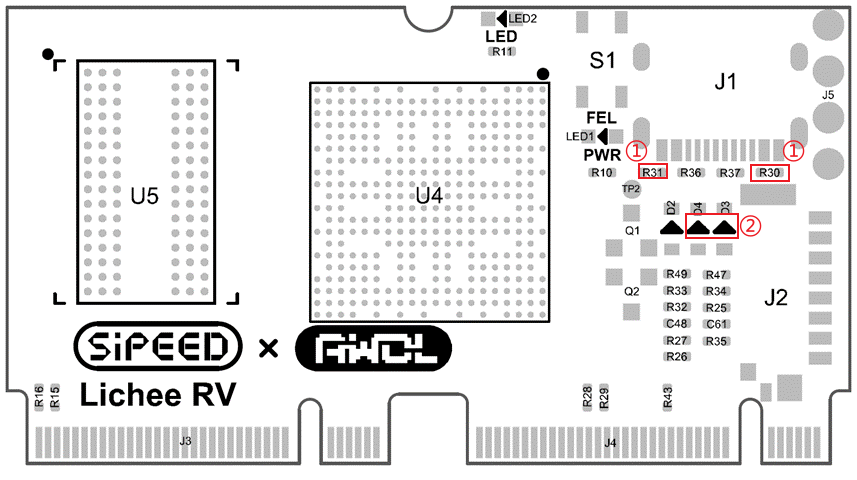 LED2
LED
R11
S1
J1
J5
FEL
LED1
PWR
①
①
R10
R31
R36
R37
R30
TP2
U5
U4
D2
D4
D3
②
Q1
R49
R47
Q2
R33
R34
J2
R32
R25
C48
C61
R27
R35
R26
SiPEED × AWOL
Lichee RV
R16
R15
R28
R29
R43
J3
J4